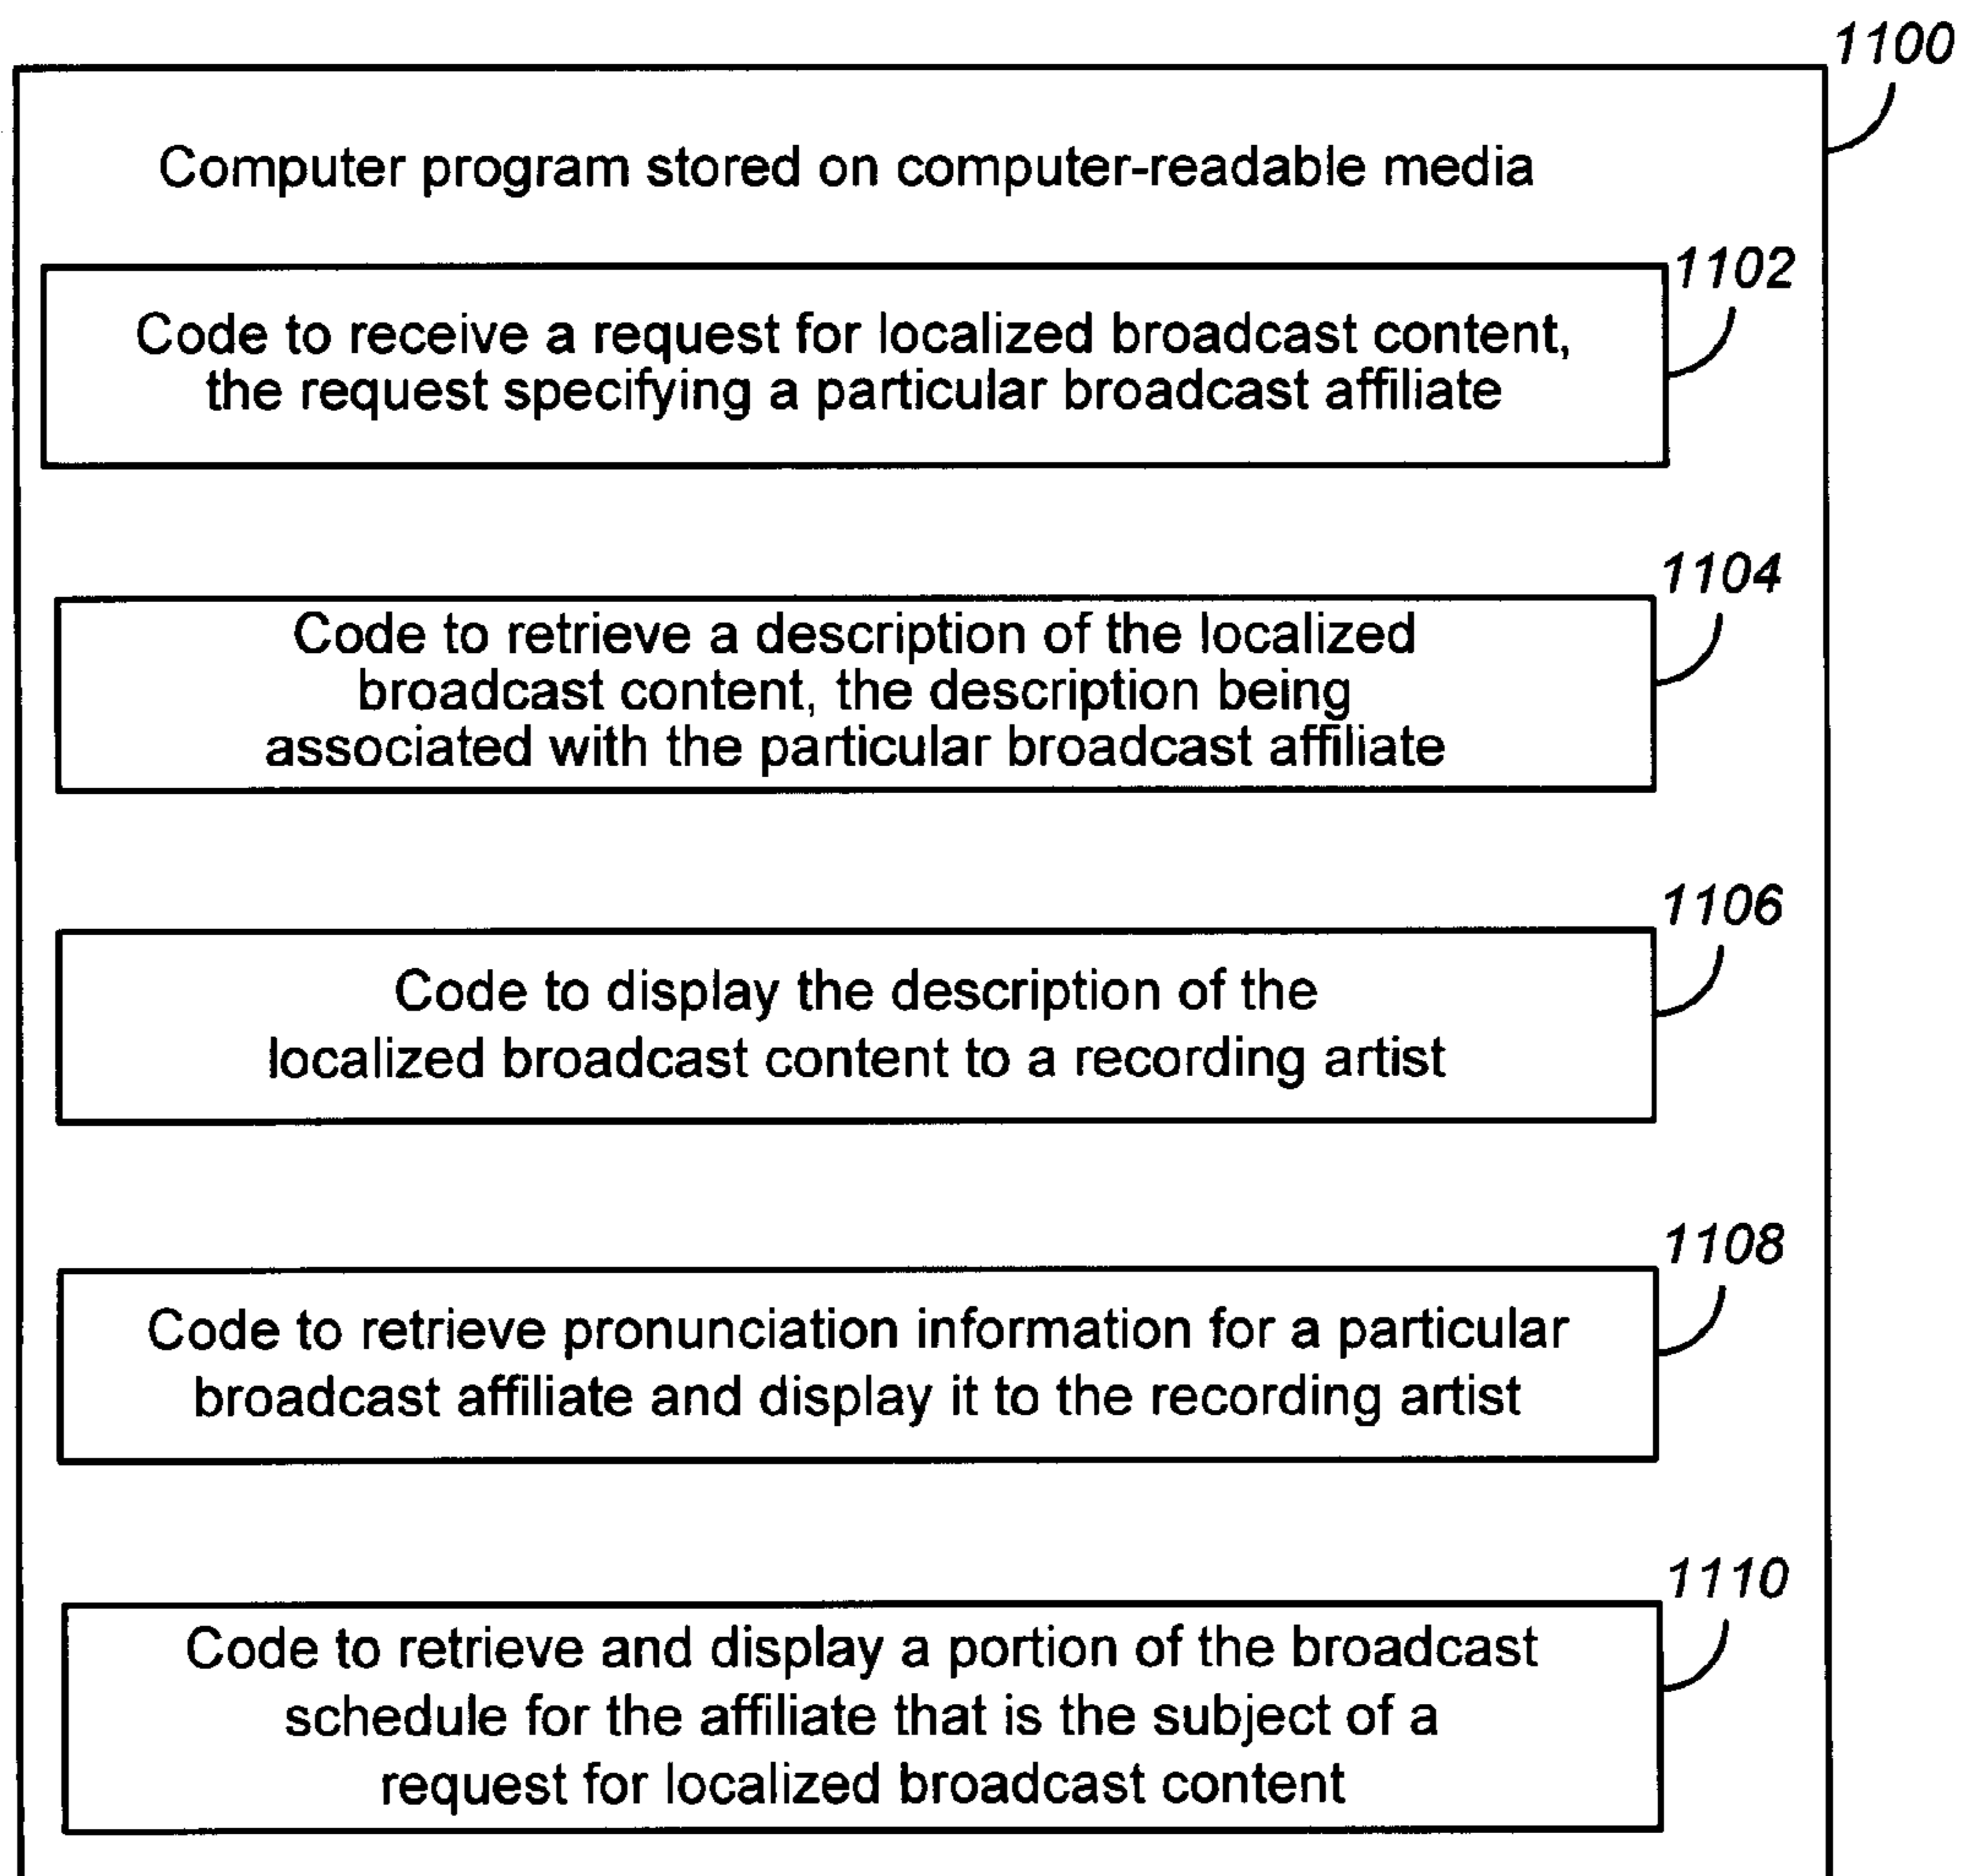 1100
Computer program stored on computer-readable media
1102
Code to receive a request for localized broadcast content,
the request specifying a particular broadcast affiliate
1104
Code to retrieve a description of the localized
broadcast content, the description being
associated with the particular broadcast affiliate
1106
Code to display the description of the
localized broadcast content to a recording artist
1108
Code to retrieve pronunciation information for a particular
broadcast affiliate and display it to the recording artist
1110
Code to retrieve and display a portion of the broadcast
schedule for the affiliate that is the subject of a
request for localized broadcast content